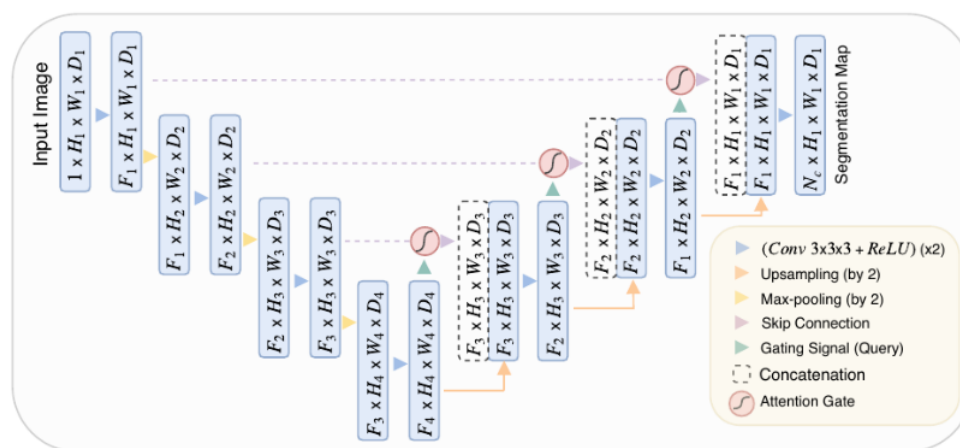 Input Image
1 x H₁ x W₁ x D₁
F₁ x H₁ x W₁ x D₁
F₁ x H₂ x W₂ x D₂
F₂ x H₂ x W₂ x D₂
F₂ x H₃ x W₃ x D₃
F₃ x H₃ x W₃ x D₃
F₃ x H₄ x W₄ x D₄
F₄ x H₄ x W₄ x D₄
F₃ x H₃ x W₃ x D₃
F₃ x H₃ x W₃ x D₃
F₂ x H₃ x W₃ x D₃
F₂ x H₂ x W₂ x D₂
F₂ x H₂ x W₂ x D₂
F₁ x H₂ x W₂ x D₂
F₁ x H₁ x W₁ x D₁
F₁ x H₁ x W₁ x D₁
N꜀ x H₁ x W₁ x D₁
Segmentation Map
(Conv 3x3x3 + ReLU) (x2)
Upsampling (by 2)
Max-pooling (by 2)
Skip Connection
Gating Signal (Query)
Concatenation
Attention Gate